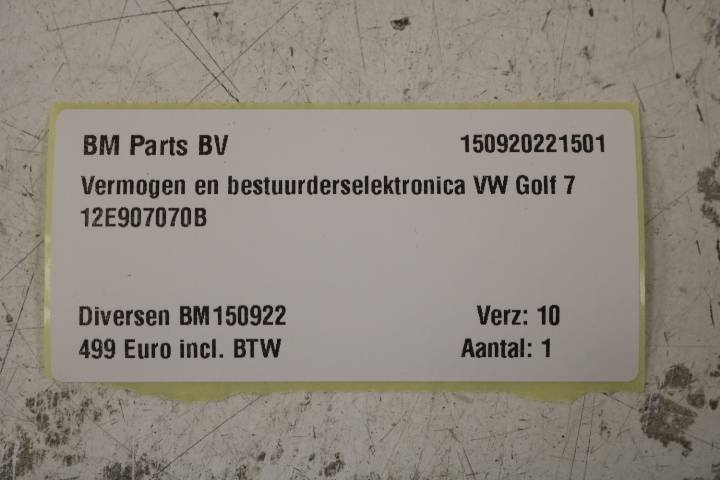 BM Parts BV 150920221501
Vermogen en bestuurderselektronica VW Golf 7
12E907070B
Diversen BM150922 Verz: 10
499 Euro incl. BTW Aantal: 1